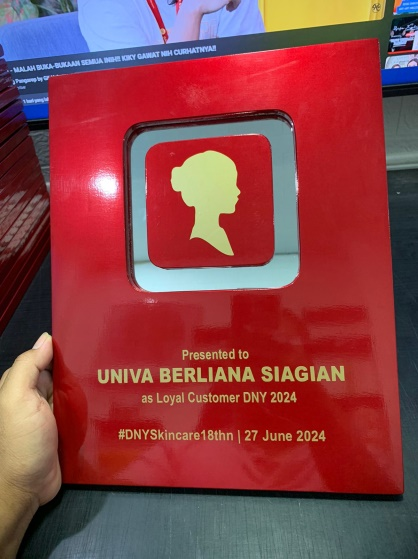 MALAH BUKA-BUKAAN SEMUA INIH!! KIKY GAWAT NIH CURHATNYA!!
Presented to
UNIVA BERLIANA SIAGIAN
as Loyal Customer DNY 2024
#DNYSkincare18thn | 27 June 2024